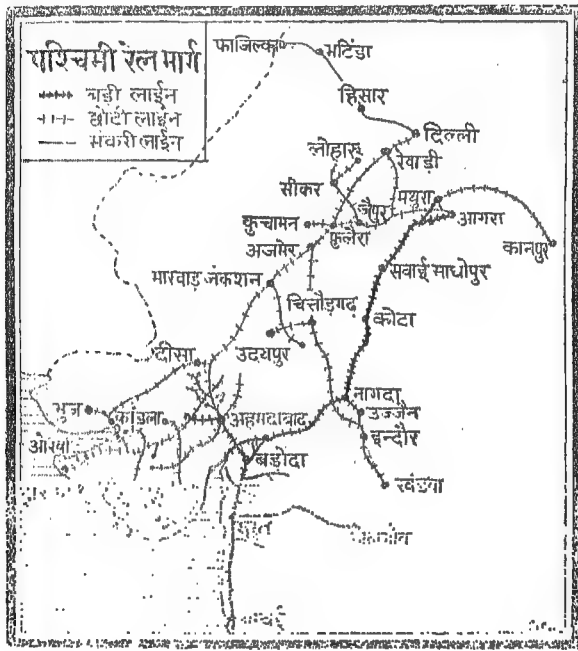 पश्चिमी रेल मार्ग
बड़ी लाईन
छोटी लाईन
संकरी लाईन
फाजिल्का
भटिंडा
हिसार
दिल्ली
लोहारू
रेवाड़ी
सीकर
मथुरा
जैपुर
कुचामन
फुलेरा
आगरा
अजमेर
कानपुर
सवाई माधोपुर
मारवाड़ जंकशन
चित्तौड़गढ़
कोटा
उदयपुर
दीसा
नागदा
उज्जैन
भुज
कांडला
अहमदाबाद
इन्दौर
ओखा
बड़ोदा
खंडवा
सूरत